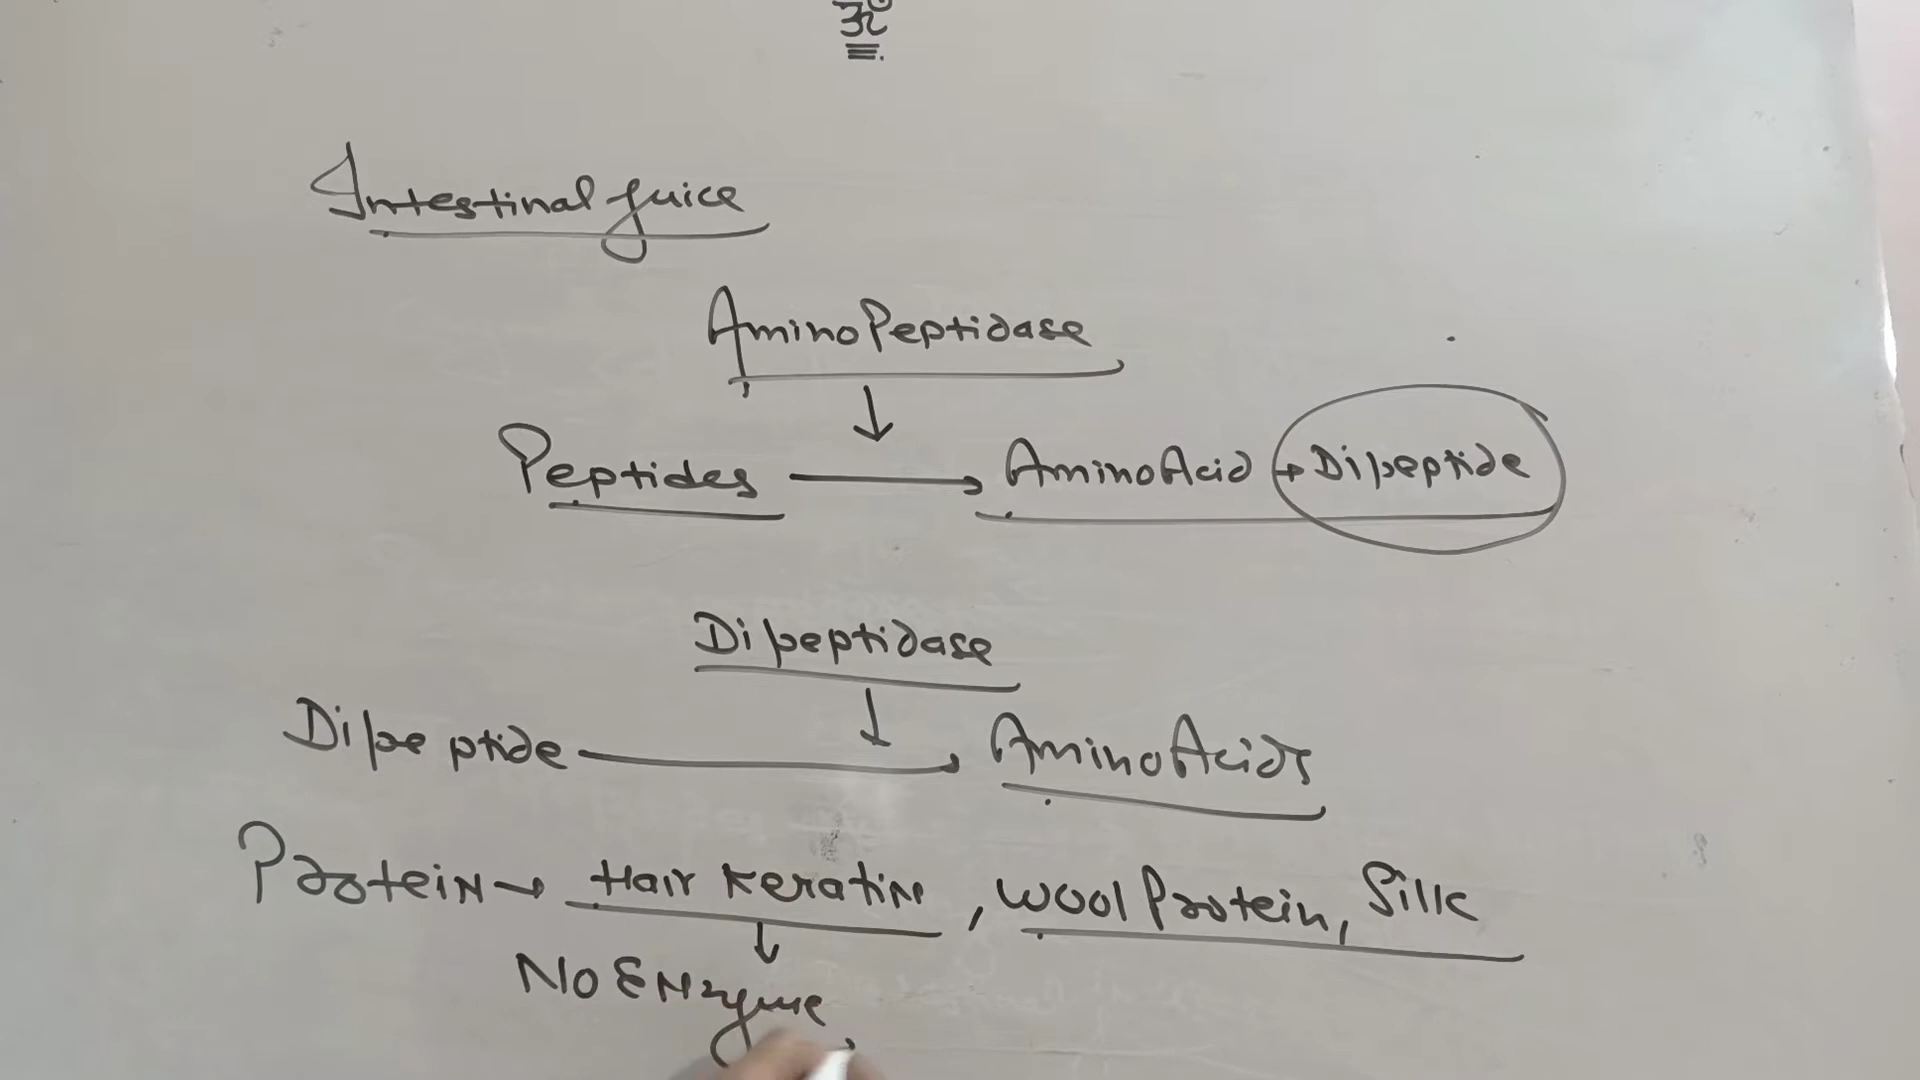 ॐ
Intestinal juice
AminoPeptidase
Peptides → AminoAcid + Dipeptide
Dipeptidase
Dipeptide → AminoAcids
Protein → Hair Keratin, Wool Protein, Silk
No Enzyme